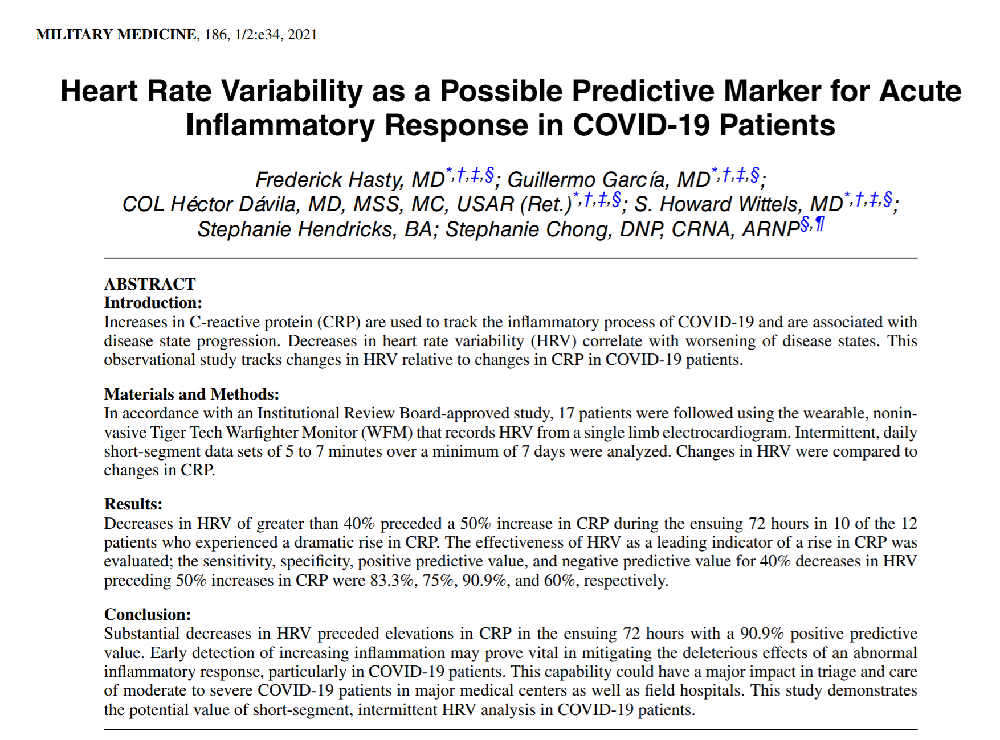 MILITARY MEDICINE, 186, 1/2:e34, 2021
Heart Rate Variability as a Possible Predictive Marker for Acute
Inflammatory Response in COVID-19 Patients
Frederick Hasty, MD*,†,‡,§; Guillermo García, MD*,†,‡,§;
COL Héctor Dávila, MD, MSS, MC, USAR (Ret.)*,†,‡,§; S. Howard Wittels, MD*,†,‡,§;
Stephanie Hendricks, BA; Stephanie Chong, DNP, CRNA, ARNP§,¶
ABSTRACT
Introduction:
Increases in C-reactive protein (CRP) are used to track the inflammatory process of COVID-19 and are associated with
disease state progression. Decreases in heart rate variability (HRV) correlate with worsening of disease states. This
observational study tracks changes in HRV relative to changes in CRP in COVID-19 patients.
Materials and Methods:
In accordance with an Institutional Review Board-approved study, 17 patients were followed using the wearable, nonin-
vasive Tiger Tech Warfighter Monitor (WFM) that records HRV from a single limb electrocardiogram. Intermittent, daily
short-segment data sets of 5 to 7 minutes over a minimum of 7 days were analyzed. Changes in HRV were compared to
changes in CRP.
Results:
Decreases in HRV of greater than 40% preceded a 50% increase in CRP during the ensuing 72 hours in 10 of the 12
patients who experienced a dramatic rise in CRP. The effectiveness of HRV as a leading indicator of a rise in CRP was
evaluated; the sensitivity, specificity, positive predictive value, and negative predictive value for 40% decreases in HRV
preceding 50% increases in CRP were 83.3%, 75%, 90.9%, and 60%, respectively.
Conclusion:
Substantial decreases in HRV preceded elevations in CRP in the ensuing 72 hours with a 90.9% positive predictive
value. Early detection of increasing inflammation may prove vital in mitigating the deleterious effects of an abnormal
inflammatory response, particularly in COVID-19 patients. This capability could have a major impact in triage and care
of moderate to severe COVID-19 patients in major medical centers as well as field hospitals. This study demonstrates
the potential value of short-segment, intermittent HRV analysis in COVID-19 patients.